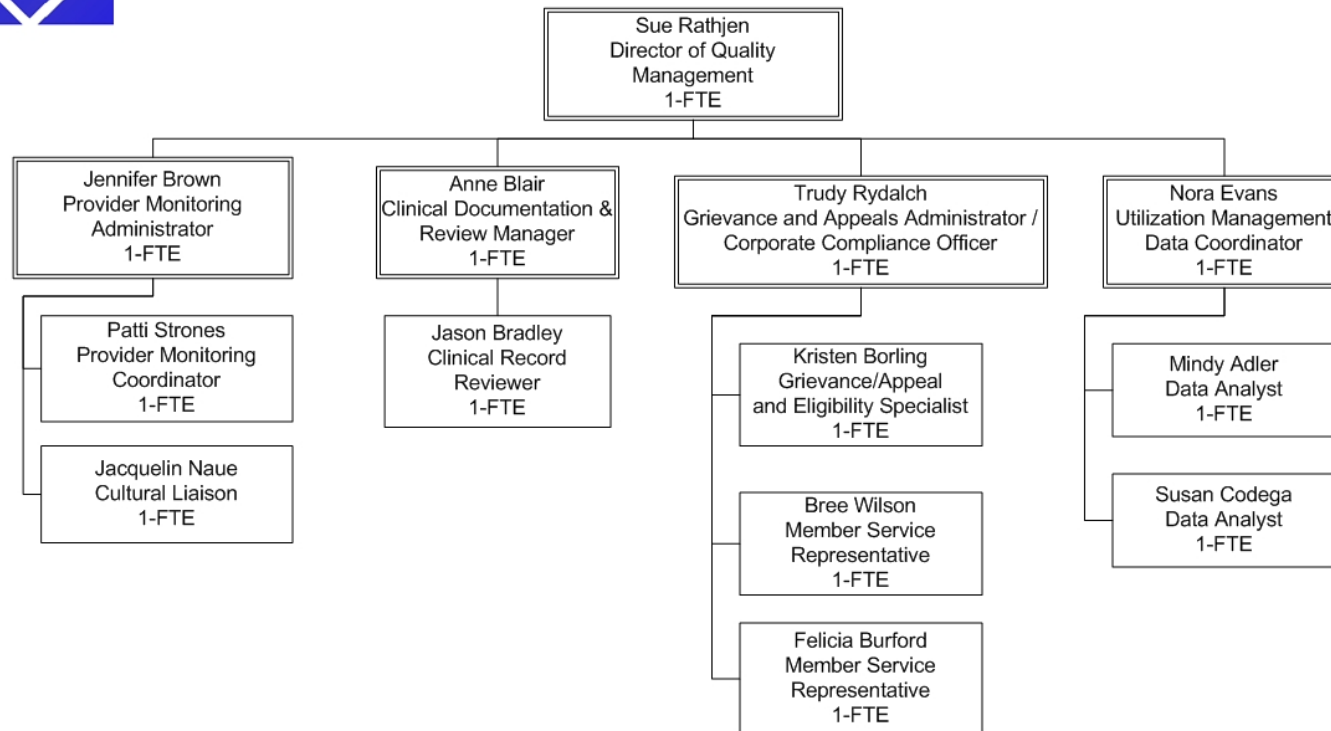 Sue Rathjen
Director of Quality
Management
1-FTE
Jennifer Brown
Provider Monitoring
Administrator
1-FTE
Anne Blair
Clinical Documentation &
Review Manager
1-FTE
Trudy Rydalch
Grievance and Appeals Administrator /
Corporate Compliance Officer
1-FTE
Nora Evans
Utilization Management
Data Coordinator
1-FTE
Patti Strones
Provider Monitoring
Coordinator
1-FTE
Jacquelin Naue
Cultural Liaison
1-FTE
Jason Bradley
Clinical Record
Reviewer
1-FTE
Kristen Borling
Grievance/Appeal
and Eligibility Specialist
1-FTE
Bree Wilson
Member Service
Representative
1-FTE
Felicia Burford
Member Service
Representative
1-FTE
Mindy Adler
Data Analyst
1-FTE
Susan Codega
Data Analyst
1-FTE